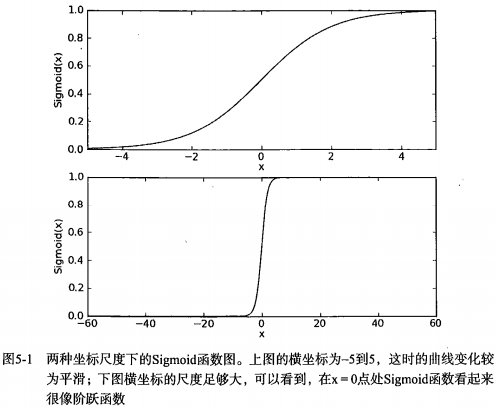 1.0
0.8
0.6
0.4
0.2
0.0
Sigmoid(x)
−4 −2 0 2 4
x
1.0
0.8
0.6
0.4
0.2
0.0
Sigmoid(x)
−60 −40 −20 0 20 40 60
x
图5-1 两种坐标尺度下的Sigmoid函数图。上图的横坐标为−5到5，这时的曲线变化较
为平滑；下图横坐标的尺度足够大，可以看到，在x = 0点处Sigmoid函数看起来
很像阶跃函数